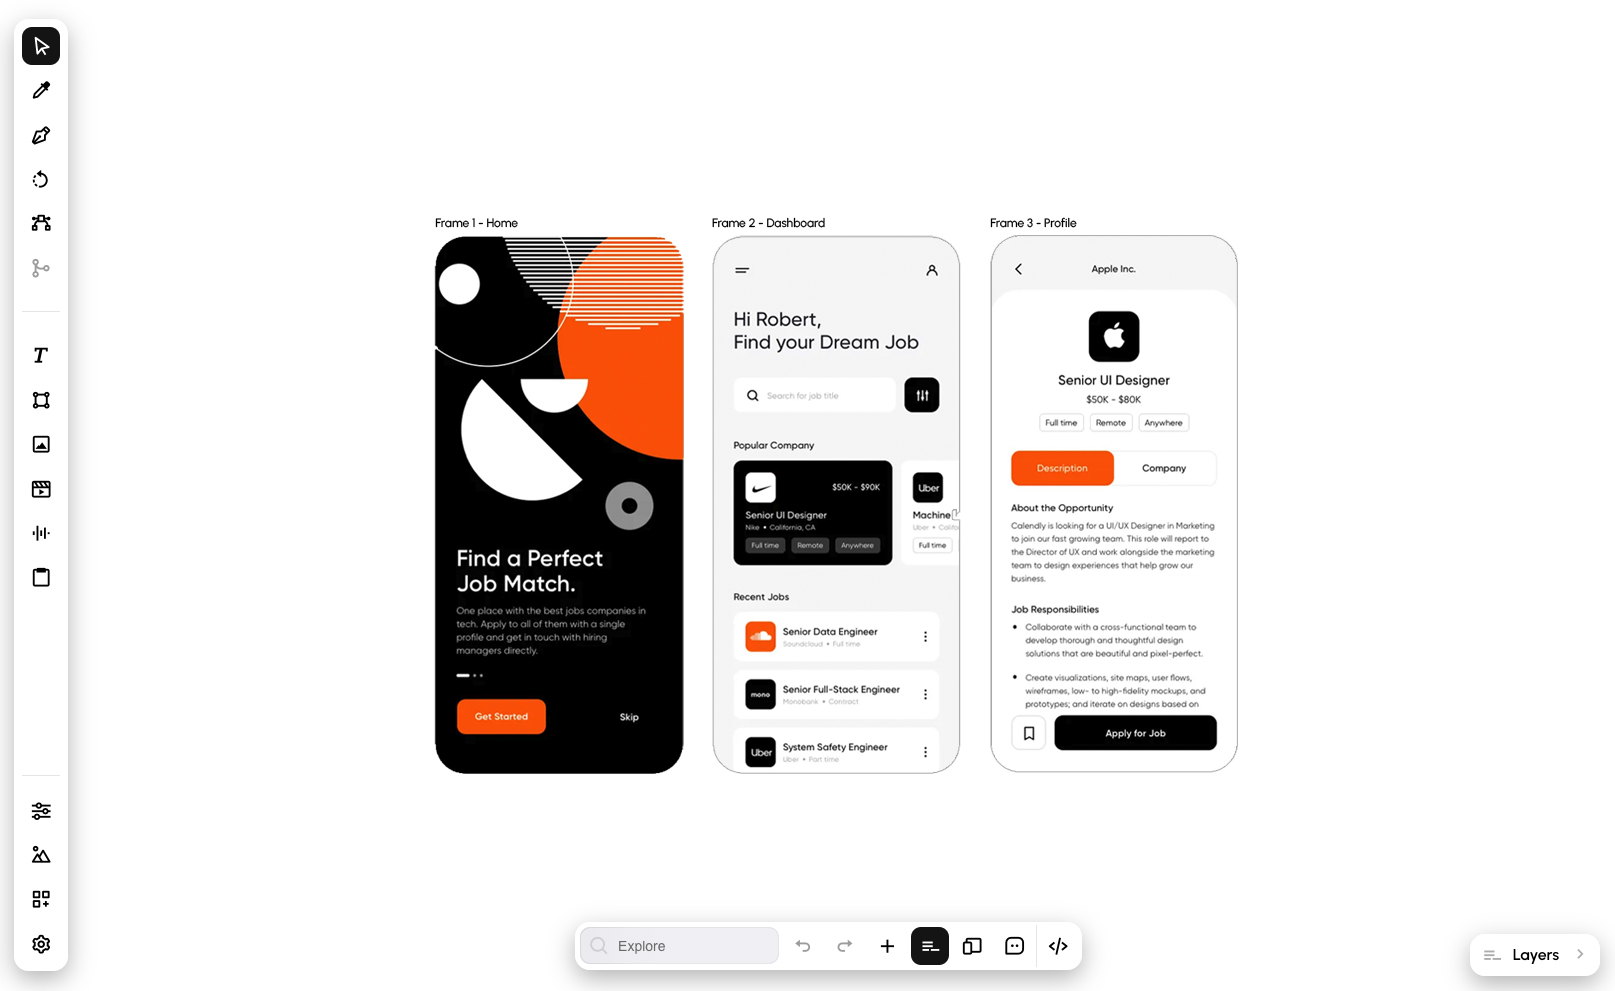 Frame 1 - Home
Find a Perfect
Job Match.
One place with the best jobs companies in
tech. Apply to all of them with a single
profile and get in touch with hiring
managers directly.
Get Started
Skip
Frame 2 - Dashboard
Hi Robert,
Find your Dream Job
Search for job title
Popular Company
$50K - $90K
Senior UI Designer
Nike • California, CA
Full time
Remote
Anywhere
Uber
Machine
Uber • Califo
Full time
Recent Jobs
Senior Data Engineer
Soundcloud • Full time
mono
Senior Full-Stack Engineer
Monobank • Contract
Uber
System Safety Engineer
Uber • Part time
Frame 3 - Profile
Apple Inc.
Senior UI Designer
$50K - $80K
Full time
Remote
Anywhere
Description
Company
About the Opportunity
Calendly is looking for a UI/UX Designer in Marketing
to join our fast growing team. This role will report to
the Director of UX and work alongside the marketing
team to design experiences that help grow our
business.
Job Responsibilities
• Collaborate with a cross-functional team to
develop thorough and thoughtful design
solutions that are beautiful and pixel-perfect.
• Create visualizations, site maps, user flows,
wireframes, low- to high-fidelity mockups, and
prototypes; and iterate on designs based on
Apply for Job
Explore
Layers